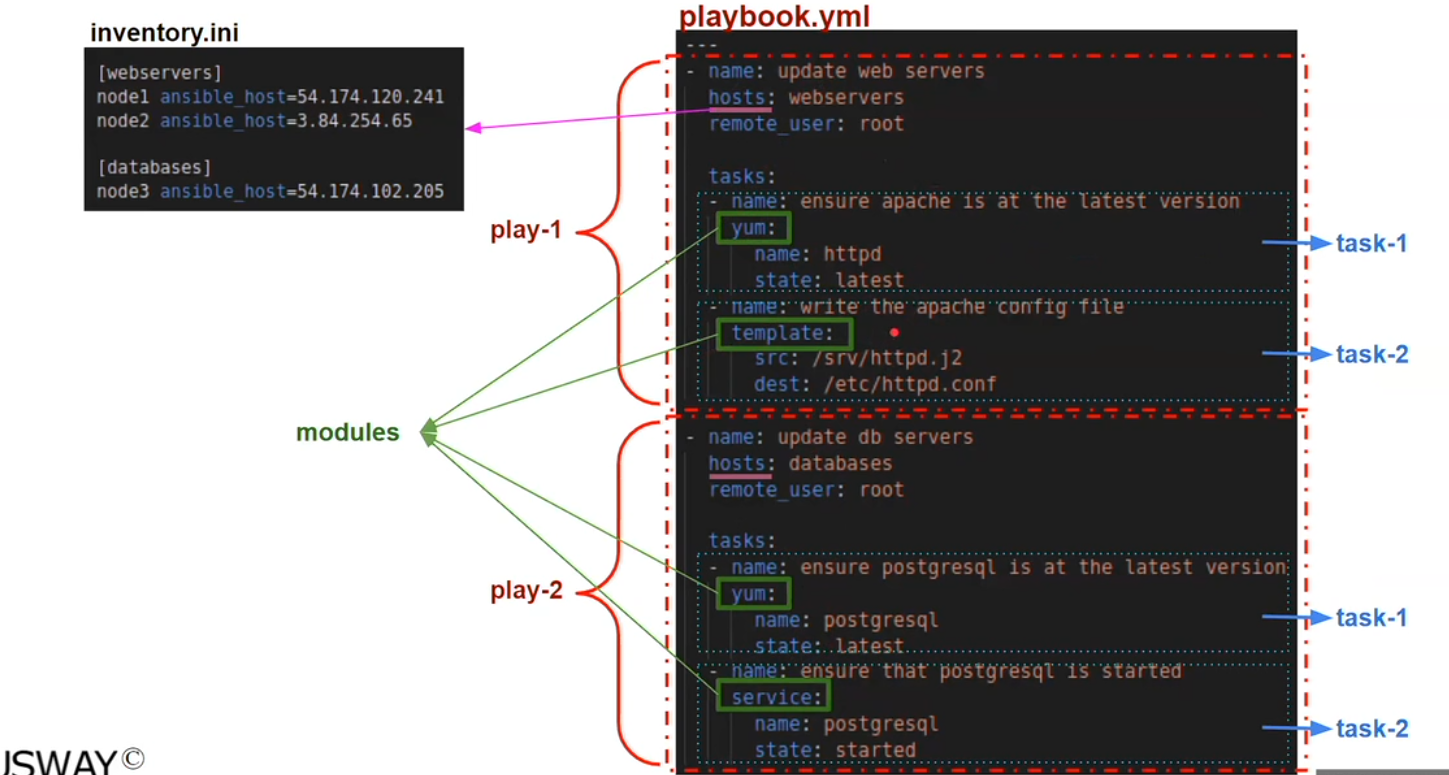 inventory.ini
[webservers]
node1 ansible_host=54.174.120.241
node2 ansible_host=3.84.254.65
[databases]
node3 ansible_host=54.174.102.205
playbook.yml
---
- name: update web servers
hosts: webservers
remote_user: root
tasks:
- name: ensure apache is at the latest version
yum:
name: httpd
state: latest
- name: write the apache config file
template:
src: /srv/httpd.j2
dest: /etc/httpd.conf
- name: update db servers
hosts: databases
remote_user: root
tasks:
- name: ensure postgresql is at the latest version
yum:
name: postgresql
state: latest
- name: ensure that postgresql is started
service:
name: postgresql
state: started
play-1
play-2
modules
task-1
task-2
task-1
task-2
USWAY©